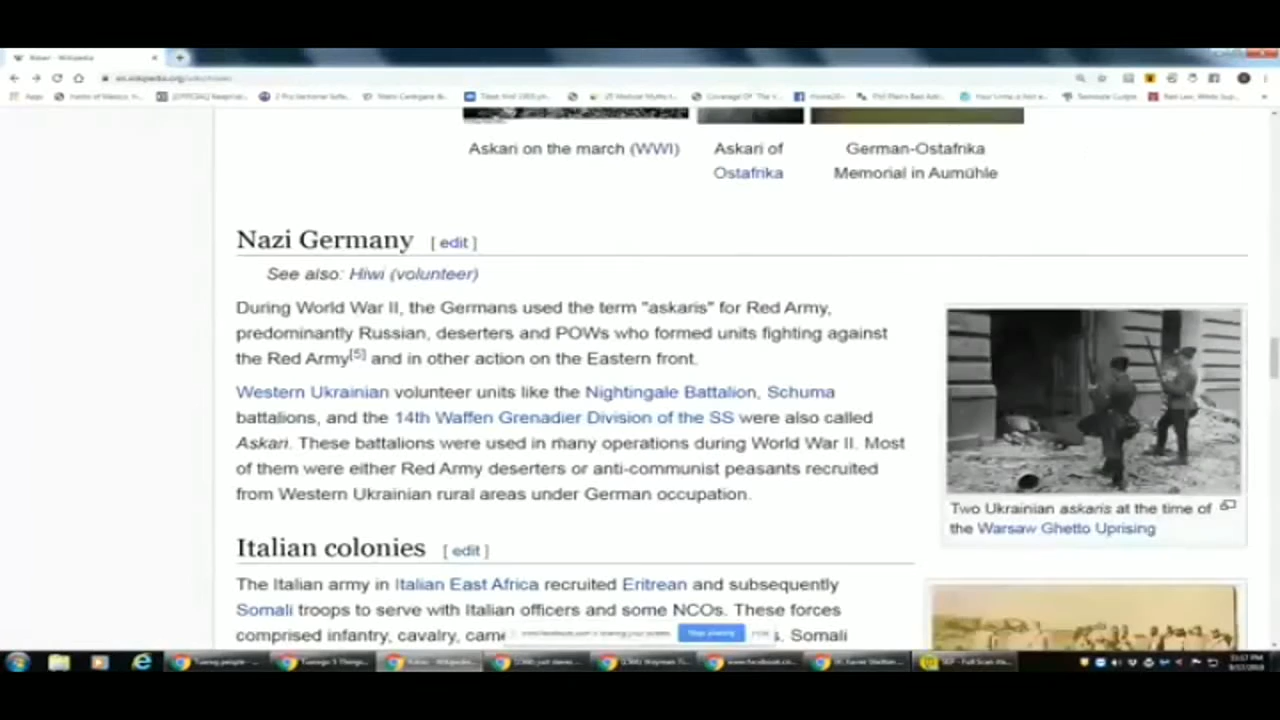 Askari - Wikipedia
Apps
Askari on the march (WWI)
Askari of
Ostafrika
German-Ostafrika
Memorial in Aumühle
Nazi Germany [ edit ]
See also: Hiwi (volunteer)
During World War II, the Germans used the term "askaris" for Red Army,
predominantly Russian, deserters and POWs who formed units fighting against
the Red Army[5] and in other action on the Eastern front.
Western Ukrainian volunteer units like the Nightingale Battalion, Schuma
battalions, and the 14th Waffen Grenadier Division of the SS were also called
Askari. These battalions were used in many operations during World War II. Most
of them were either Red Army deserters or anti-communist peasants recruited
from Western Ukrainian rural areas under German occupation.
Two Ukrainian askaris at the time of
the Warsaw Ghetto Uprising
Italian colonies [ edit ]
The Italian army in Italian East Africa recruited Eritrean and subsequently
Somali troops to serve with Italian officers and some NCOs. These forces
comprised infantry, cavalry, came
s. Somali
Stop sharing